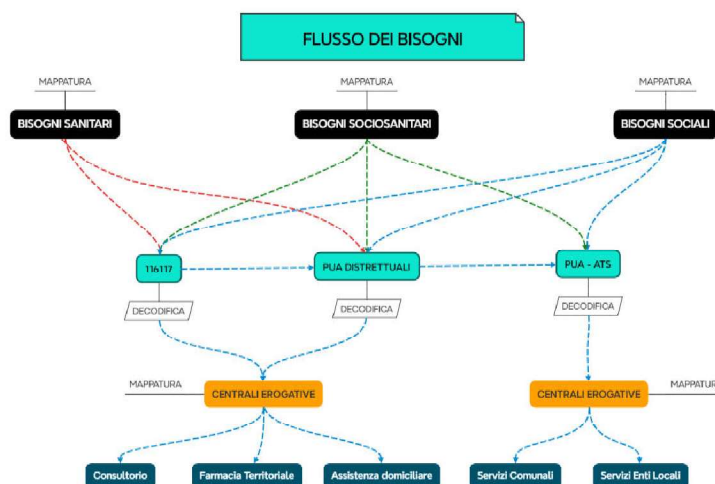 FLUSSO DEI BISOGNI
MAPPATURA
MAPPATURA
MAPPATURA
BISOGNI SANITARI
BISOGNI SOCIOSANITARI
BISOGNI SOCIALI
116117
PUA DISTRETTUALI
PUA - ATS
DECODIFICA
DECODIFICA
DECODIFICA
MAPPATURA
CENTRALI EROGATIVE
CENTRALI EROGATIVE
MAPPATURA
Consultorio
Farmacia Territoriale
Assistenza domiciliare
Servizi Comunali
Servizi Enti Locali